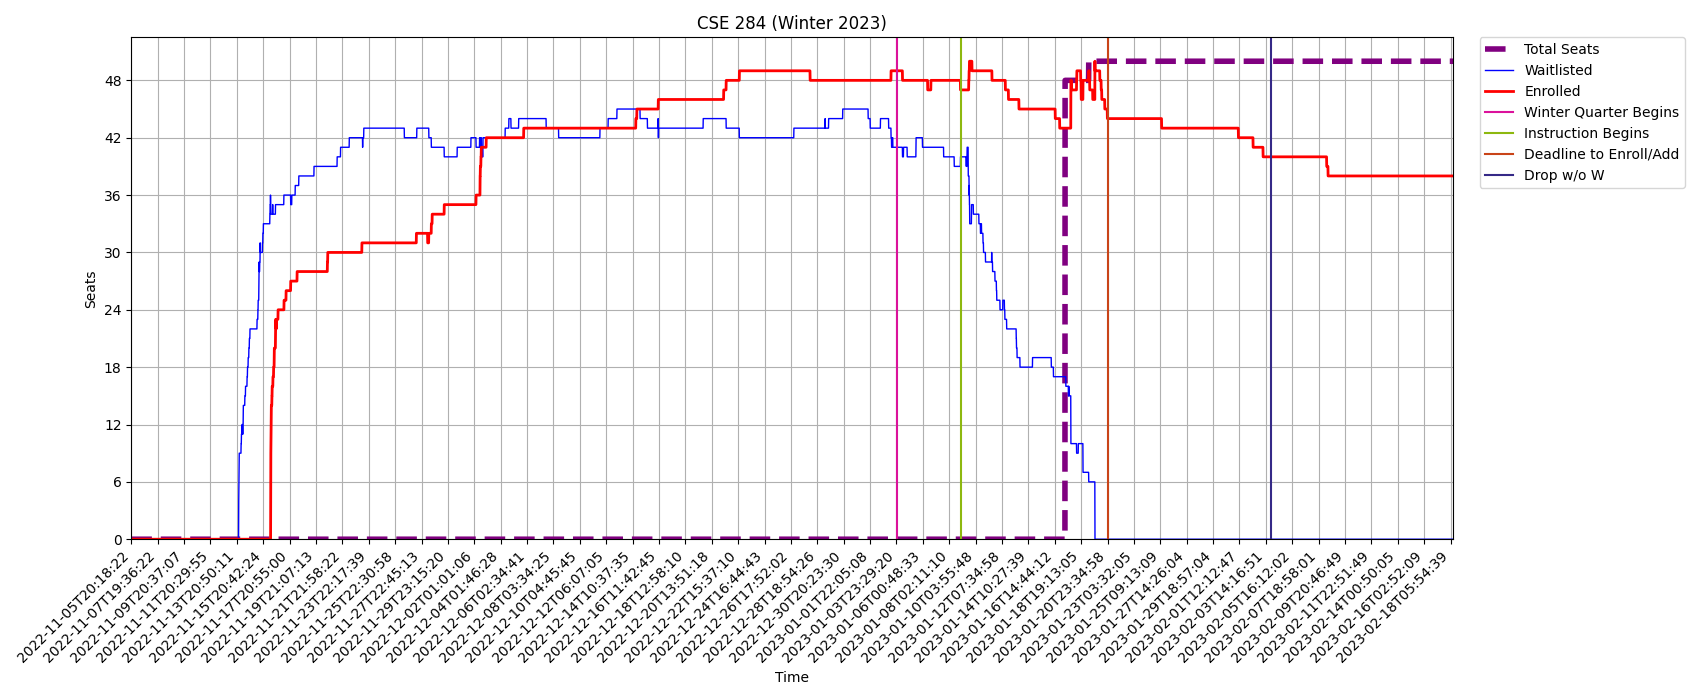 CSE 284 (Winter 2023)
Seats
48
42
36
30
24
18
12
6
0
Total Seats
Waitlisted
Enrolled
Winter Quarter Begins
Instruction Begins
Deadline to Enroll/Add
Drop w/o W
2022-11-05T20:18:22
2022-11-07T19:36:22
2022-11-09T20:37:07
2022-11-11T20:29:55
2022-11-13T20:50:11
2022-11-15T20:42:24
2022-11-17T20:55:00
2022-11-19T21:07:13
2022-11-21T21:58:22
2022-11-23T22:17:39
2022-11-25T22:30:58
2022-11-27T22:45:13
2022-11-29T23:15:20
2022-12-02T01:01:06
2022-12-04T01:46:28
2022-12-06T02:34:41
2022-12-08T03:34:25
2022-12-10T04:45:45
2022-12-12T06:07:05
2022-12-14T10:37:35
2022-12-16T11:42:45
2022-12-18T12:58:10
2022-12-20T13:51:18
2022-12-22T15:37:10
2022-12-24T16:44:43
2022-12-26T17:52:02
2022-12-28T18:54:26
2022-12-30T20:23:30
2023-01-01T22:05:08
2023-01-03T23:29:20
2023-01-06T00:48:33
2023-01-08T02:11:10
2023-01-10T03:55:48
2023-01-12T07:34:58
2023-01-14T10:27:39
2023-01-16T14:44:12
2023-01-18T19:13:05
2023-01-20T23:34:58
2023-01-23T03:32:05
2023-01-25T09:13:09
2023-01-27T14:26:04
2023-01-29T18:57:04
2023-02-01T01:12:47
2023-02-03T14:16:51
2023-02-05T16:12:02
2023-02-07T18:58:01
2023-02-09T20:46:49
2023-02-11T22:51:49
2023-02-14T00:50:05
2023-02-16T02:52:09
2023-02-18T05:54:39
Time